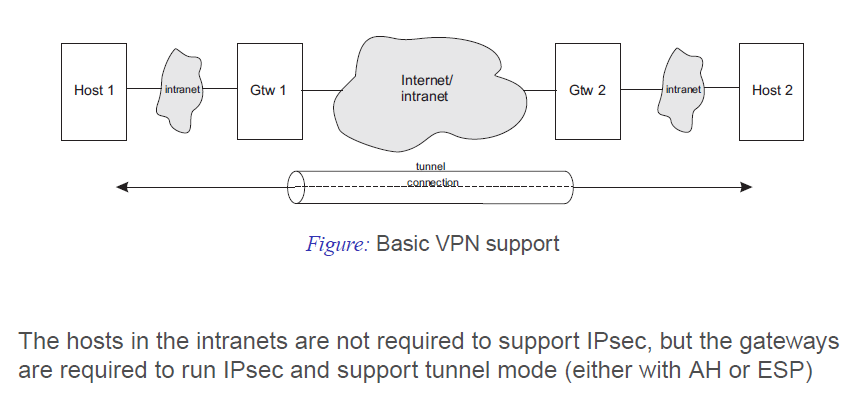 Host 1
intranet
Gtw 1
Internet/
intranet
Gtw 2
intranet
Host 2
tunnel
connection
Figure: Basic VPN support
The hosts in the intranets are not required to support IPsec, but the gateways
are required to run IPsec and support tunnel mode (either with AH or ESP)